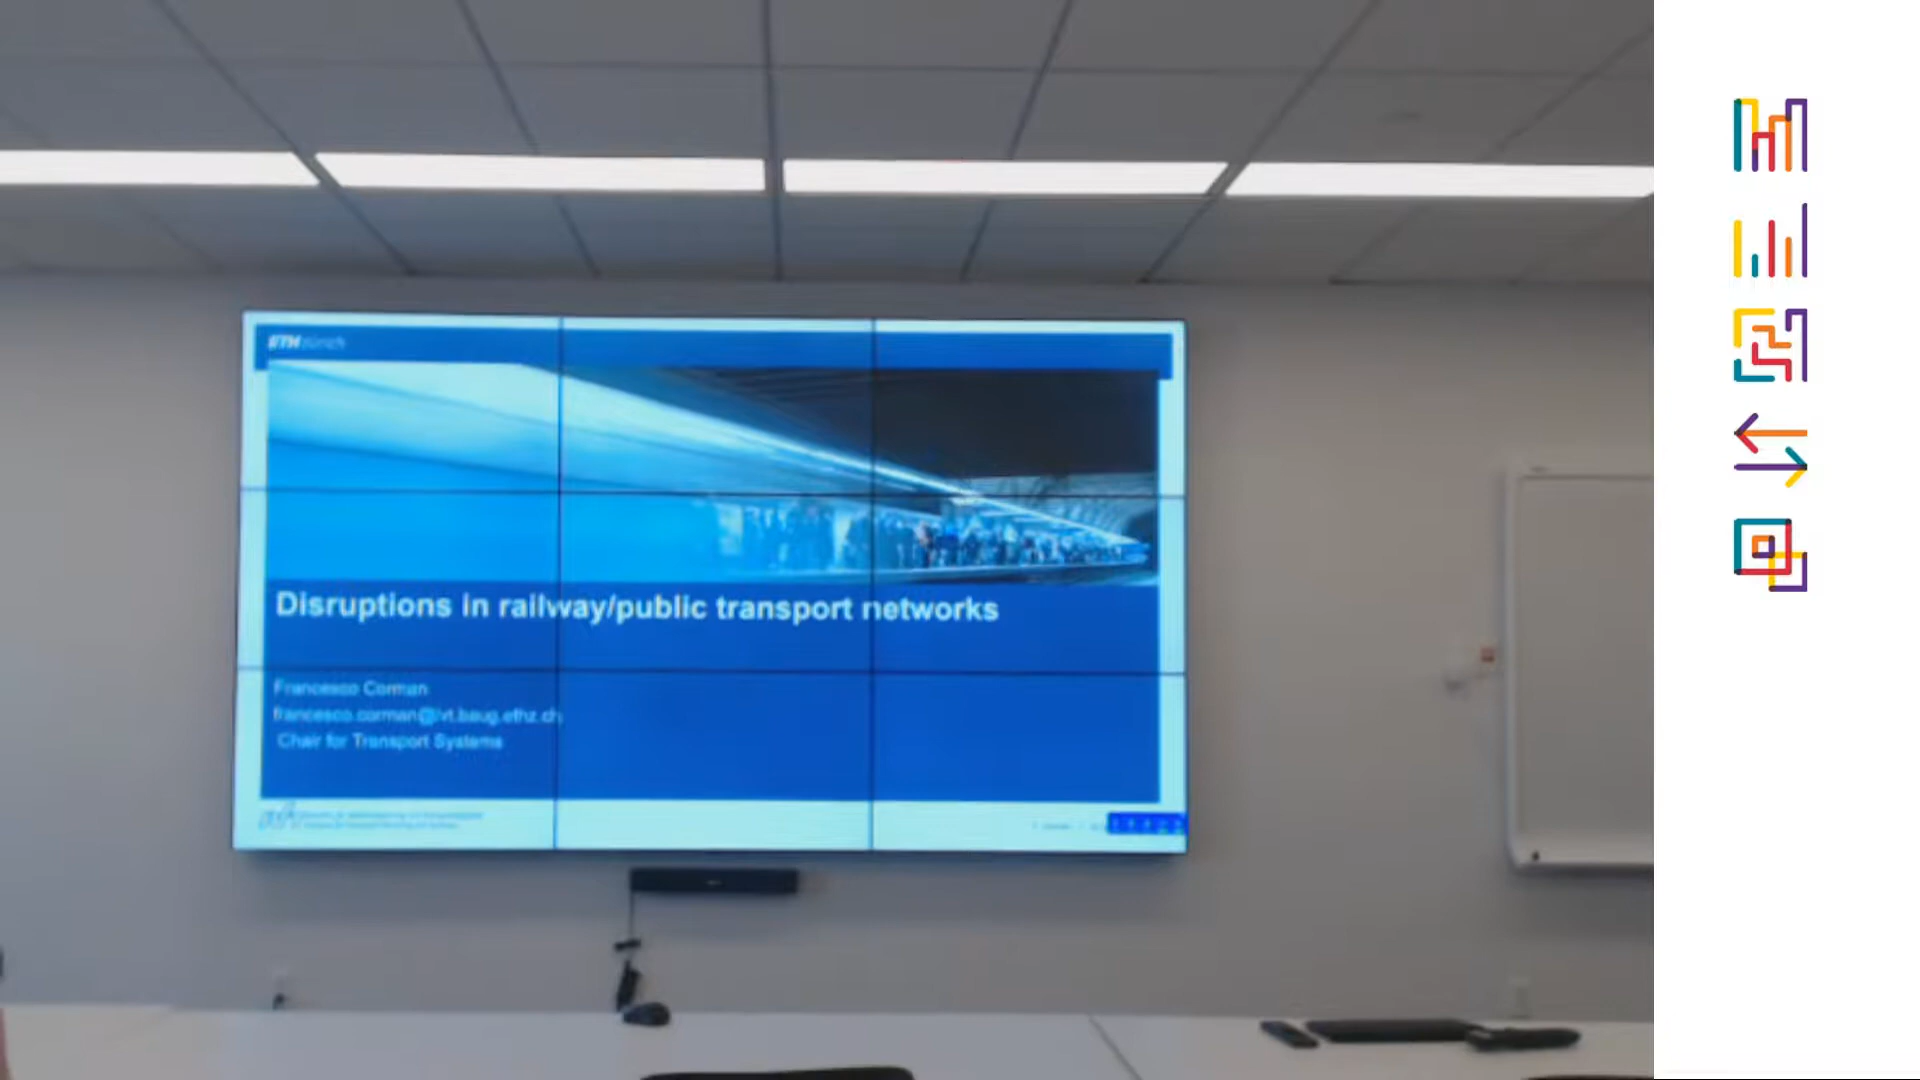 ETH zürich
Disruptions in railway/public transport networks
Francesco Corman
francesco.corman@ivt.baug.ethz.ch
Chair for Transport Systems